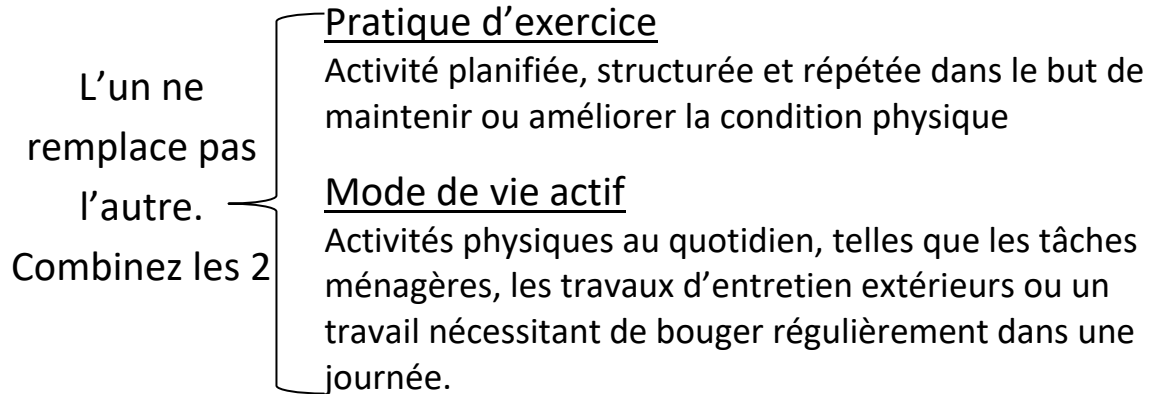 L’un ne
remplace pas
l’autre.
Combinez les 2
Pratique d’exercice
Activité planifiée, structurée et répétée dans le but de
maintenir ou améliorer la condition physique
Mode de vie actif
Activités physiques au quotidien, telles que les tâches
ménagères, les travaux d’entretien extérieurs ou un
travail nécessitant de bouger régulièrement dans une
journée.